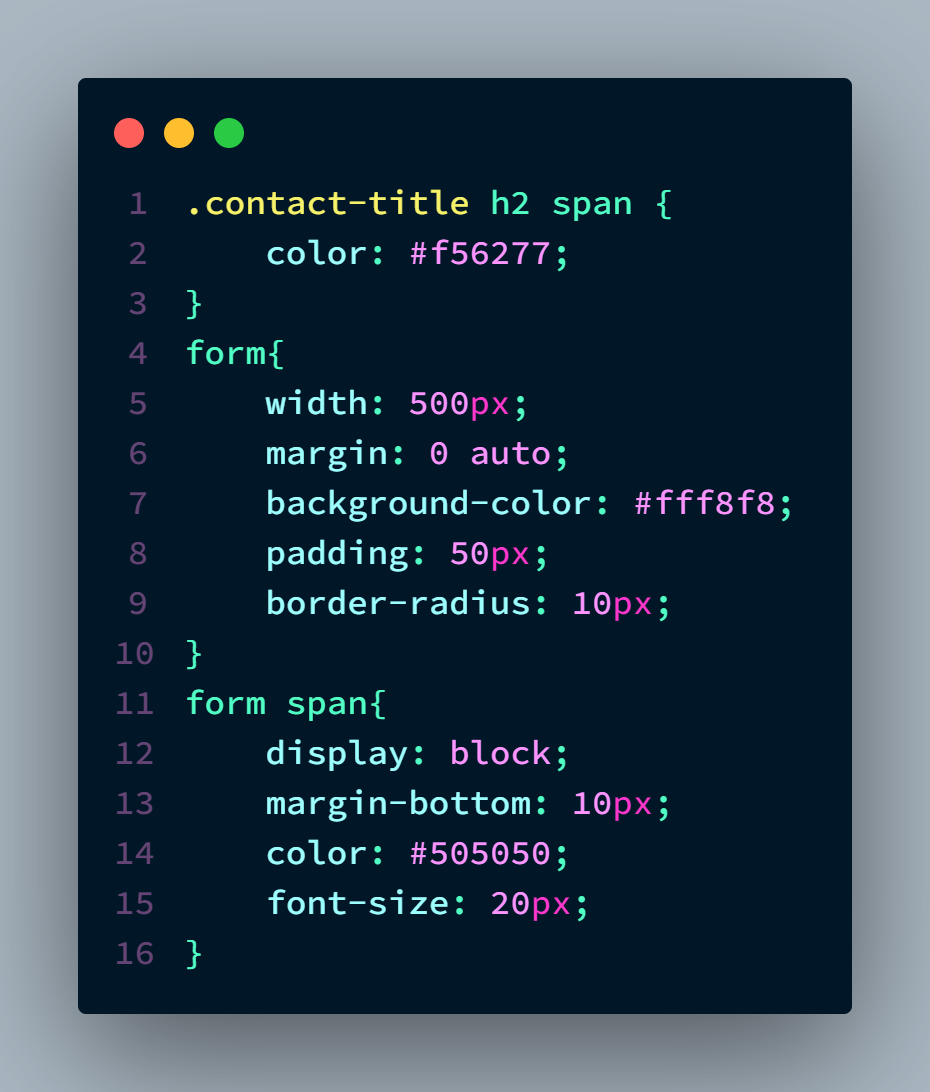 1 .contact-title h2 span {
2     color: #f56277;
3 }
4 form{
5     width: 500px;
6     margin: 0 auto;
7     background-color: #fff8f8;
8     padding: 50px;
9     border-radius: 10px;
10 }
11 form span{
12     display: block;
13     margin-bottom: 10px;
14     color: #505050;
15     font-size: 20px;
16 }